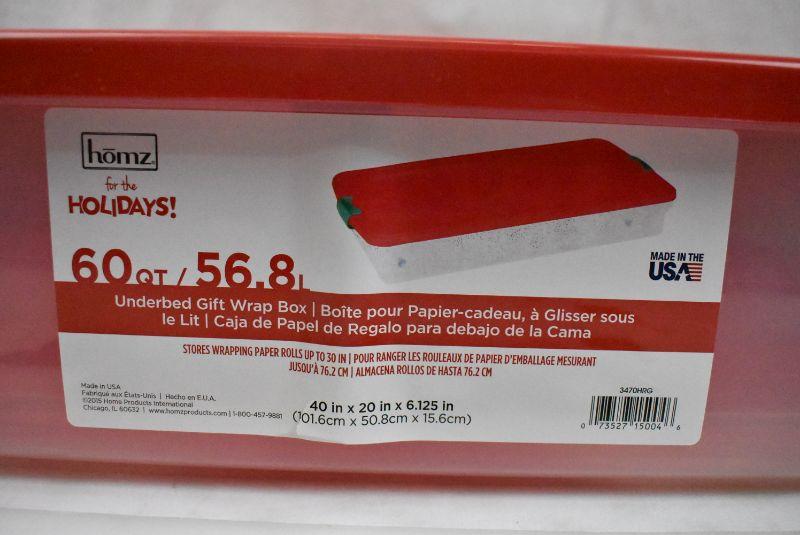 hōmz
for the
HOLIDAYS!
60 QT / 56.8 L
MADE IN THE
USA
Underbed Gift Wrap Box | Boîte pour Papier-cadeau, à Glisser sous
le Lit | Caja de Papel de Regalo para debajo de la Cama
STORES WRAPPING PAPER ROLLS UP TO 30 IN | POUR RANGER LES ROULEAUX DE PAPIER D'EMBALLAGE MESURANT
JUSQU'À 76.2 CM | ALMACENA ROLLOS DE HASTA 76.2 CM
Made in USA
Fabriqué aux États-Unis | Hecho en E.U.A.
©2015 Home Products International
Chicago, IL 60632 | www.homzproducts.com | 1-800-457-9881
40 in x 20 in x 6.125 in
(101.6cm x 50.8cm x 15.6cm)
3470HRG
0 73527 15004 6